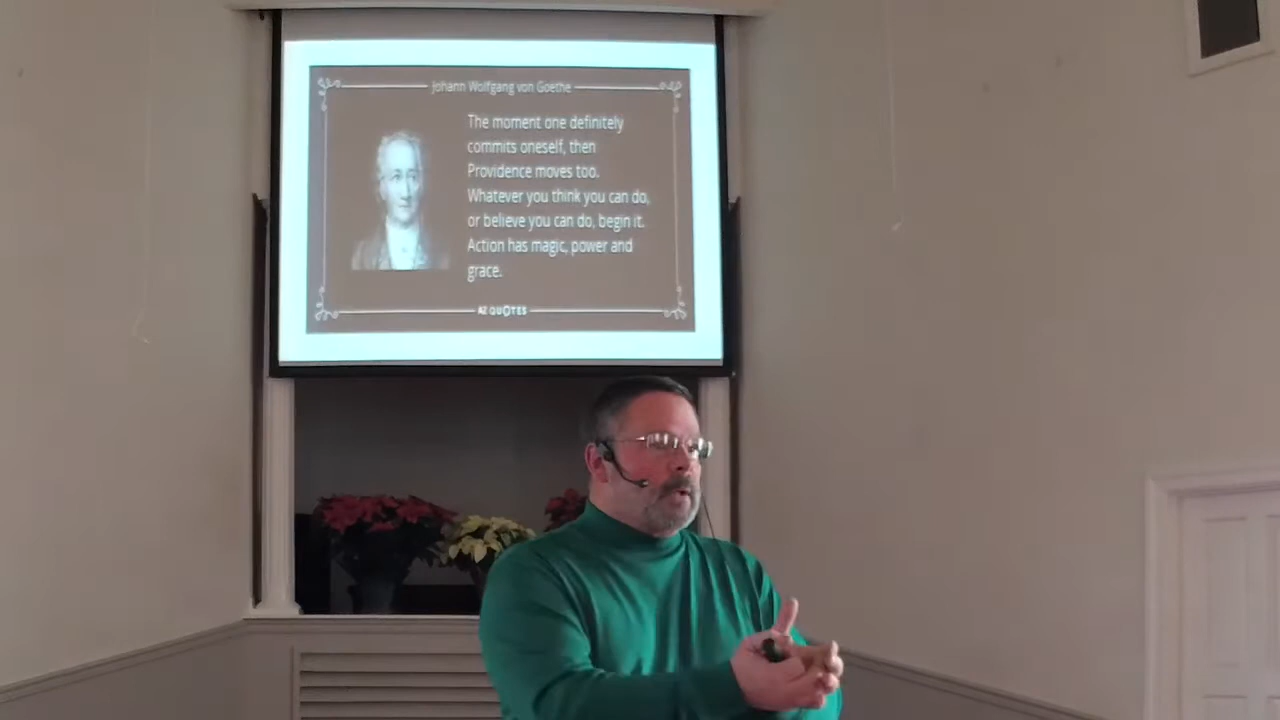 Johann Wolfgang von Goethe
The moment one definitely
commits oneself, then
Providence moves too.
Whatever you think you can do,
or believe you can do, begin it.
Action has magic, power and
grace.
AZ QUOTES